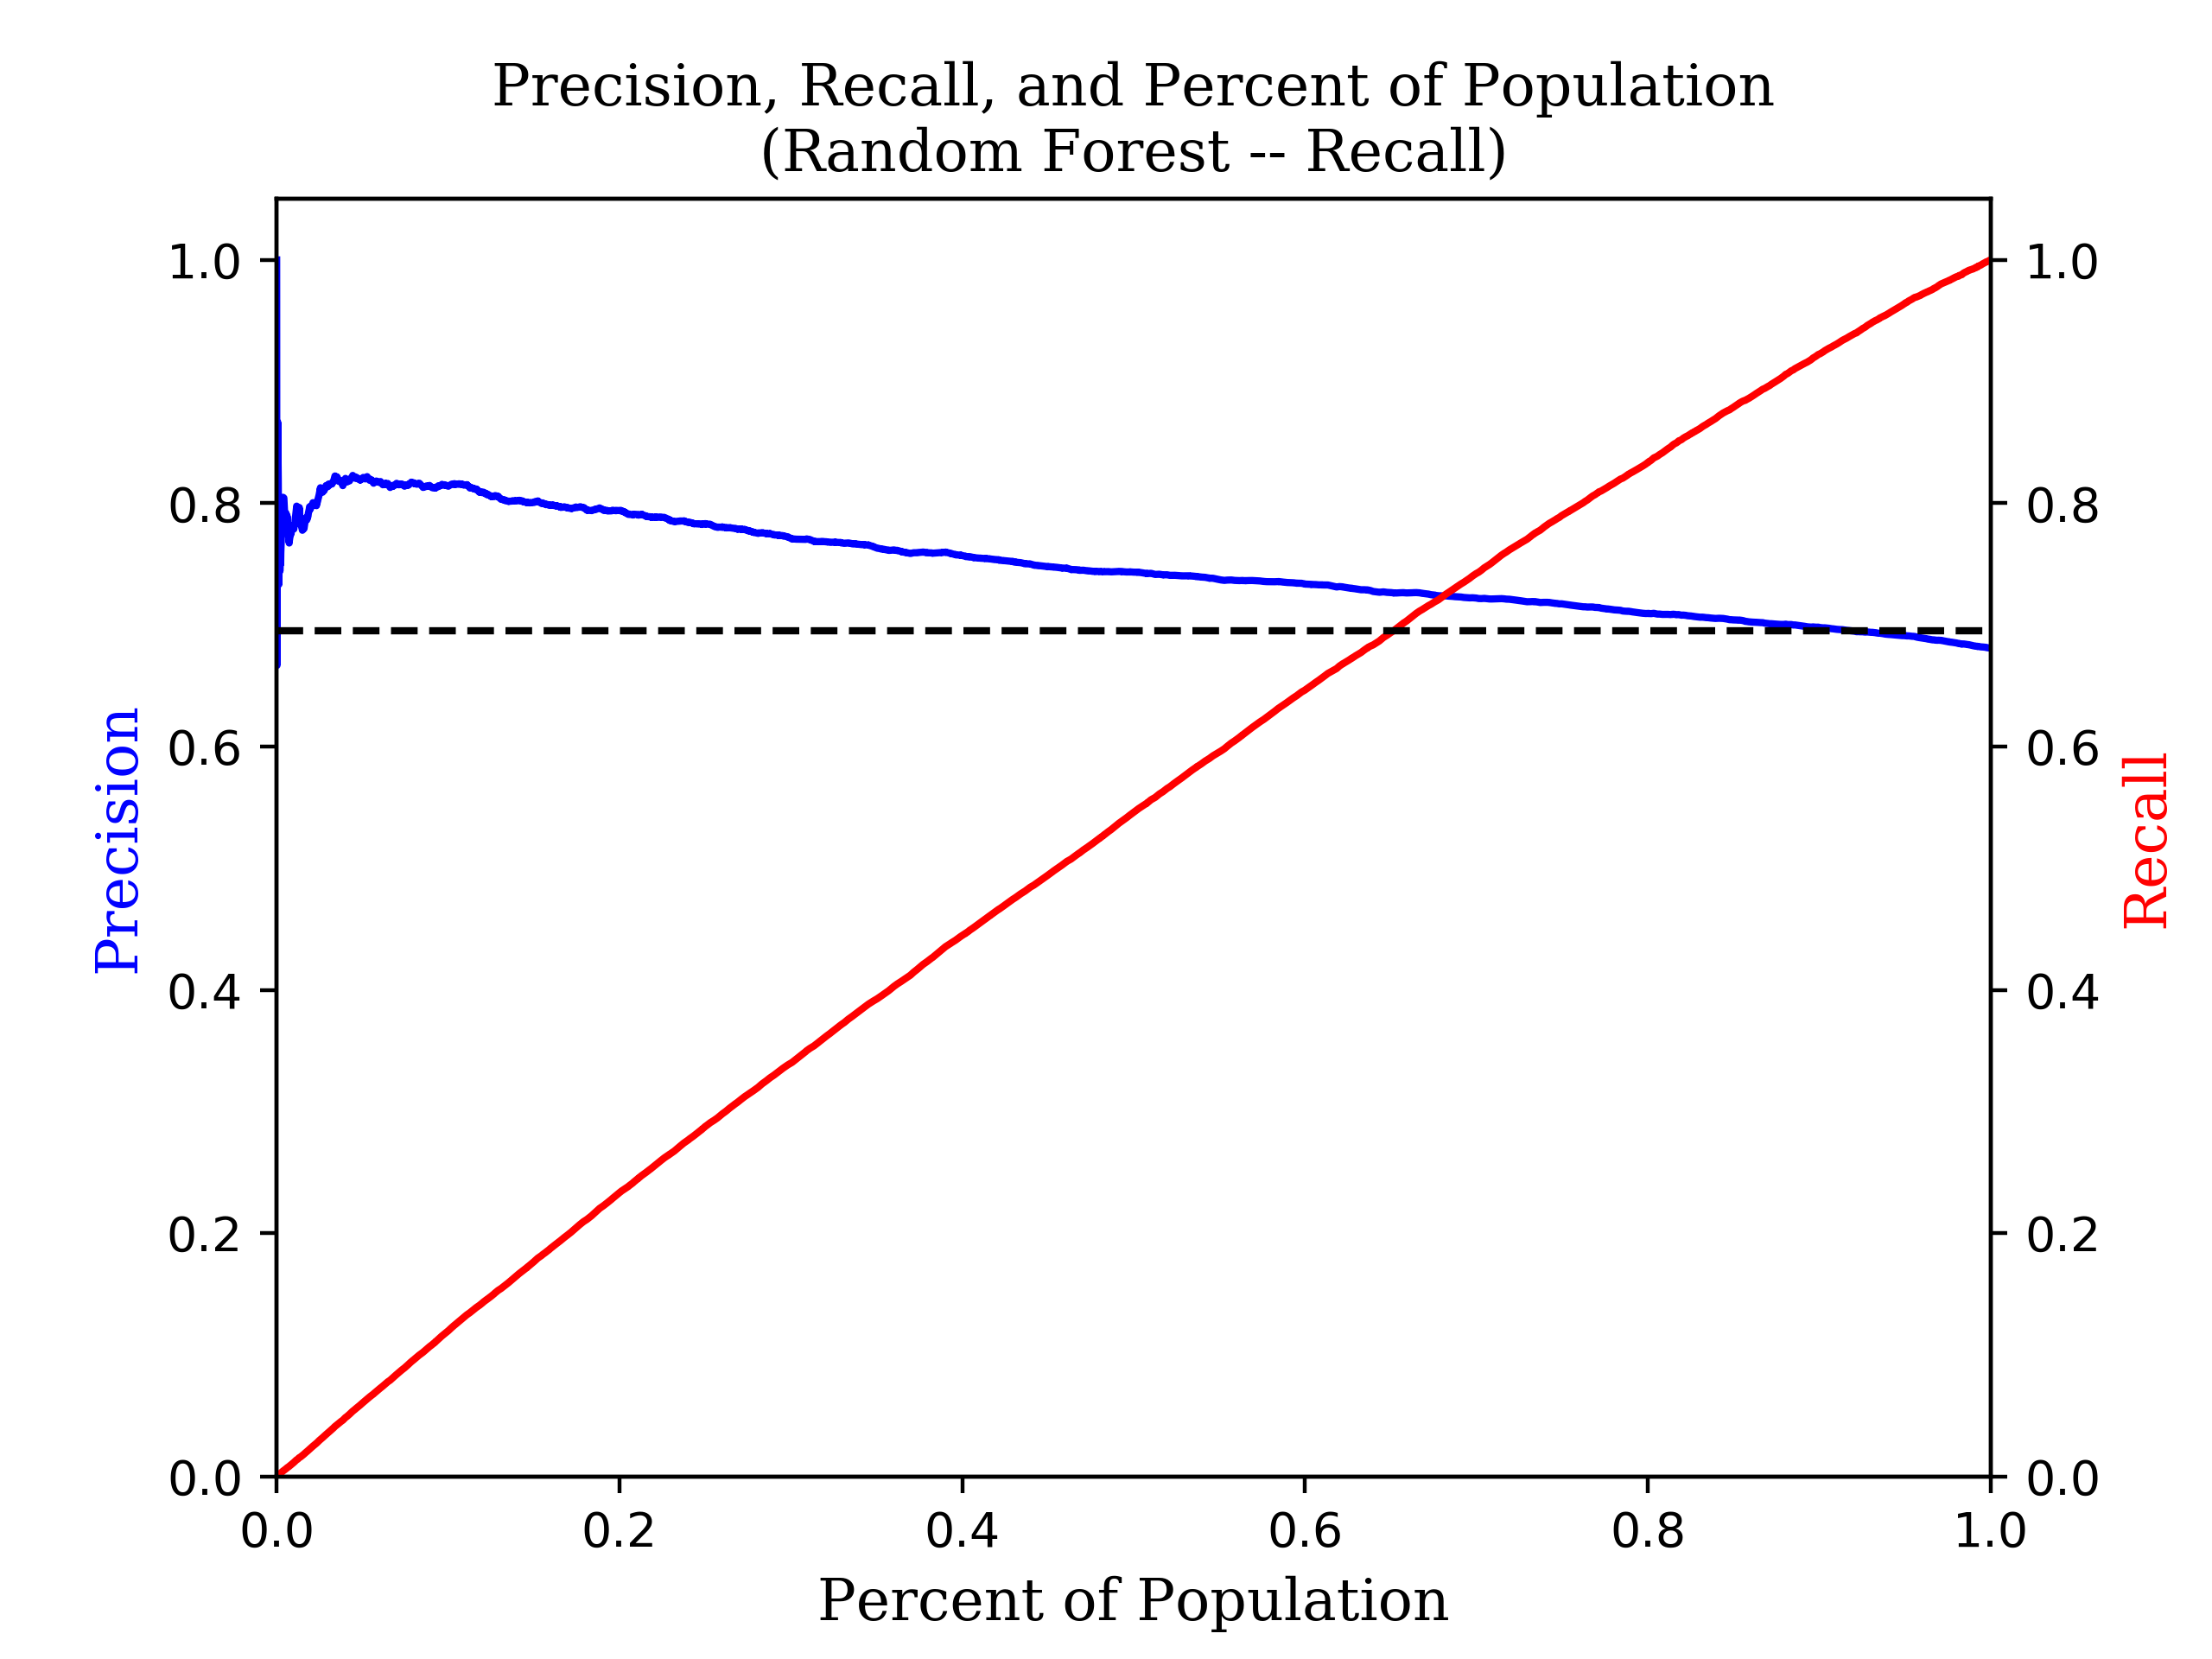 Precision, Recall, and Percent of Population
(Random Forest -- Recall)
1.0
0.8
0.6
0.4
0.2
0.0
Precision
1.0
0.8
0.6
0.4
0.2
0.0
Recall
0.0 0.2 0.4 0.6 0.8 1.0
Percent of Population